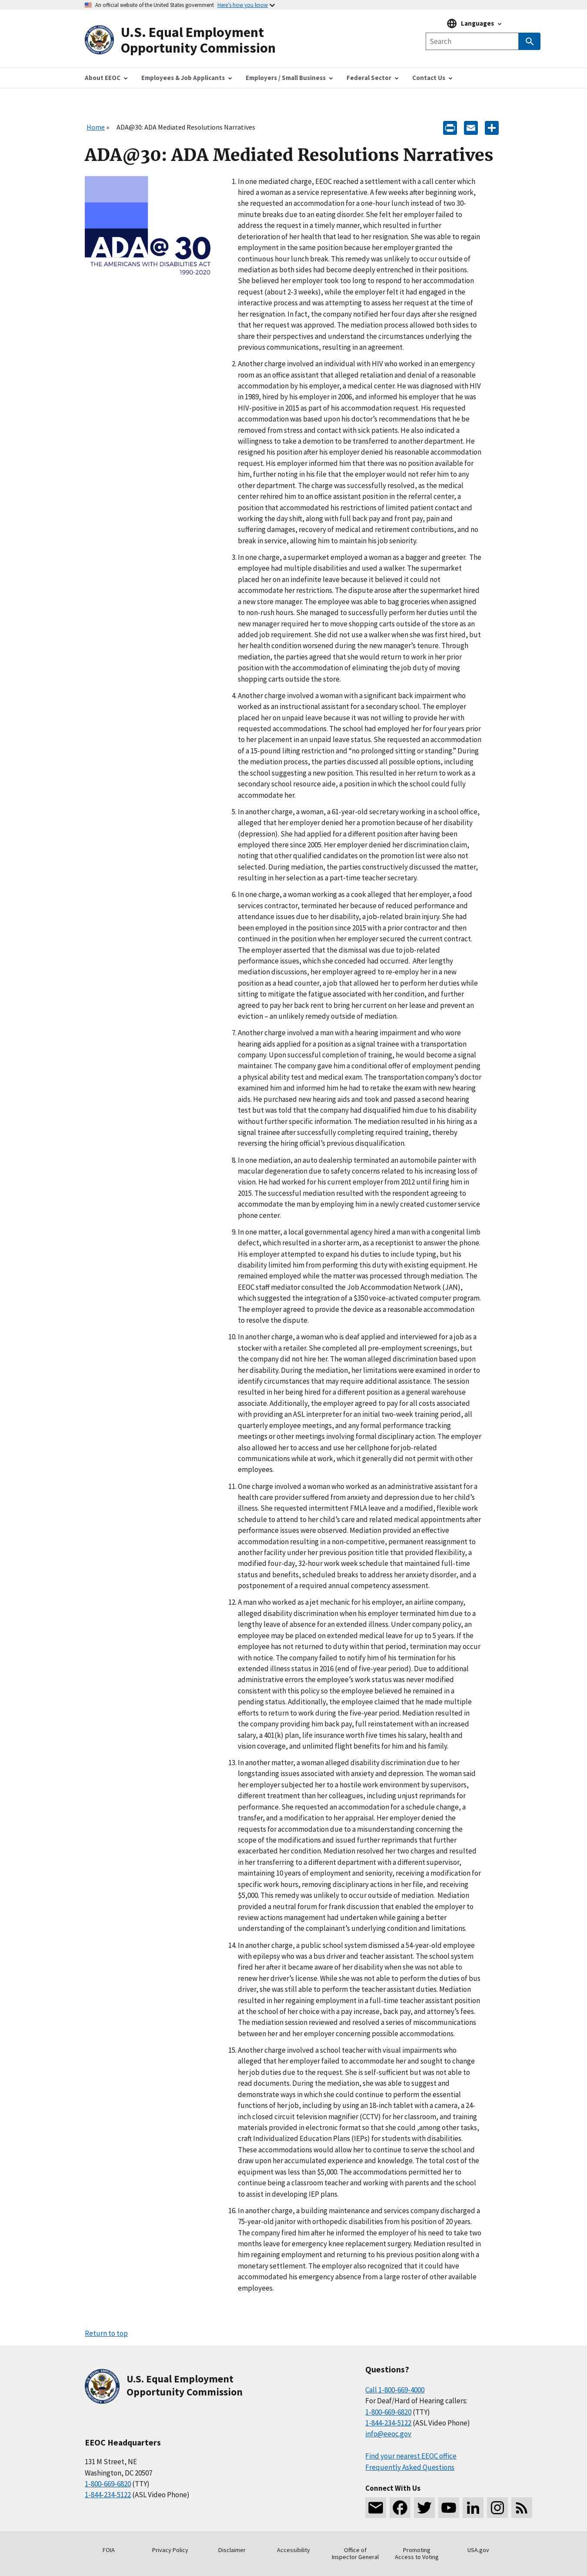 An official website of the United States government Here's how you know
U.S. Equal Employment
Opportunity Commission
Languages
Search
About EEOC
Employees & Job Applicants
Employers / Small Business
Federal Sector
Contact Us
Home » ADA@30: ADA Mediated Resolutions Narratives
ADA@30: ADA Mediated Resolutions Narratives
ADA@ 30
THE AMERICANS WITH DISABILITIES ACT
1990-2020
1. In one mediated charge, EEOC reached a settlement with a call center which
hired a woman as a service representative. A few weeks after beginning work,
she requested an accommodation for a one-hour lunch instead of two 30-
minute breaks due to an eating disorder. She felt her employer failed to
address the request in a timely manner, which resulted in further
deterioration of her health that lead to her resignation. She was able to regain
employment in the same position because her employer granted the
continuous hour lunch break. This remedy was unlikely to occur outside of
mediation as both sides had become deeply entrenched in their positions.
She believed her employer took too long to respond to her accommodation
request (about 2-3 weeks), while the employer felt it had engaged in the
interactive process and was attempting to assess her request at the time of
her resignation. In fact, the company notified her four days after she resigned
that her request was approved. The mediation process allowed both sides to
share their perspectives and understand the circumstances around their
previous communications, resulting in an agreement.
2. Another charge involved an individual with HIV who worked in an emergency
room as an office assistant that alleged retaliation and denial of a reasonable
accommodation by his employer, a medical center. He was diagnosed with HIV
in 1989, hired by his employer in 2006, and informed his employer that he was
HIV-positive in 2015 as part of his accommodation request. His requested
accommodation was based upon his doctor's recommendations that he be
removed from stress and contact with sick patients. He also indicated a
willingness to take a demotion to be transferred to another department. He
resigned his position after his employer denied his reasonable accommodation
request. His employer informed him that there was no position available for
him, further noting in his file that he would not be eligible for hire into any
other department. The charge was successfully resolved, as the medical
center rehired him to an office assistant position in the referral center, a
position that accommodated his restrictions of limited patient contact and
working the day shift, along with full back pay and front pay, pain and
suffering damages, recovery of medical and retirement contributions, and no
break in service, allowing him to maintain his job seniority.
3. In one charge, a supermarket employed a woman as a bagger and greeter. The
employee had multiple disabilities and used a walker. The supermarket
placed her on an indefinite leave because it believed it could not
accommodate her restrictions. The dispute arose after the supermarket hired
a new store manager. The employee was able to bag groceries when assigned
to non-rush hours. She managed to successfully perform her duties until the
new manager required her to move shopping carts outside of the store as an
added job requirement. She did not use a walker when she was first hired, but
her health condition worsened during the new manager's tenure. Through
mediation, the parties agreed that she would return to work in her prior
position with the accommodation of eliminating the job duty of moving
shopping carts outside the store.
4. Another charge involved a woman with a significant back impairment who
worked as an instructional assistant for a secondary school. The employer
placed her on unpaid leave because it was not willing to provide her with
requested accommodations. The school had employed her for four years prior
to her placement in an unpaid leave status. She requested an accommodation
of a 15-pound lifting restriction and "no prolonged sitting or standing." During
the mediation process, the parties discussed all possible options, including
the school suggesting a new position. This resulted in her return to work as a
secondary school resource aide, a position in which the school could fully
accommodate her.
5. In another charge, a woman, a 61-year-old secretary working in a school office,
alleged that her employer denied her a promotion because of her disability
(depression). She had applied for a different position after having been
employed there since 2005. Her employer denied her discrimination claim,
noting that other qualified candidates on the promotion list were also not
selected. During mediation, the parties constructively discussed the matter,
resulting in her selection as a part-time teacher secretary.
6. In one charge, a woman working as a cook alleged that her employer, a food
services contractor, terminated her because of reduced performance and
attendance issues due to her disability, a job-related brain injury. She had
been employed in the position since 2015 with a prior contractor and then
continued in the position when her employer secured the current contract.
The employer asserted that the dismissal was due to job-related
performance issues, which she conceded had occurred. After lengthy
mediation discussions, her employer agreed to re-employ her in a new
position as a head counter, a job that allowed her to perform her duties while
sitting to mitigate the fatigue associated with her condition, and further
agreed to pay her back rent to bring her current on her lease and prevent an
eviction – an unlikely remedy outside of mediation.
7. Another charge involved a man with a hearing impairment and who wore
hearing aids applied for a position as a signal trainee with a transportation
company. Upon successful completion of training, he would become a signal
maintainer. The company gave him a conditional offer of employment pending
a physical ability test and medical exam. The transportation company's doctor
examined him and informed him he had to retake the exam with new hearing
aids. He purchased new hearing aids and took and passed a second hearing
test but was told that the company had disqualified him due to his disability
without further specific information. The mediation resulted in his hiring as a
signal trainee after successfully completing required training, thereby
reversing the hiring official's previous disqualification.
8. In one mediation, an auto dealership terminated an automobile painter with
macular degeneration due to safety concerns related to his increasing loss of
vision. He had worked for his current employer from 2012 until firing him in
2015. The successful mediation resulted with the respondent agreeing to
accommodate the man by employing him in a newly created customer service
phone center.
9. In one matter, a local governmental agency hired a man with a congenital limb
defect, which resulted in a shorter arm, as a receptionist to answer the phone.
His employer attempted to expand his duties to include typing, but his
disability limited him from performing this duty with existing equipment. He
remained employed while the matter was processed through mediation. The
EEOC staff mediator consulted the Job Accommodation Network (JAN),
which suggested the integration of a $350 voice-activated computer program.
The employer agreed to provide the device as a reasonable accommodation
to resolve the dispute.
10. In another charge, a woman who is deaf applied and interviewed for a job as a
stocker with a retailer. She completed all pre-employment screenings, but
the company did not hire her. The woman alleged discrimination based upon
her disability. During the mediation, her limitations were examined in order to
identify circumstances that may require additional assistance. The session
resulted in her being hired for a different position as a general warehouse
associate. Additionally, the employer agreed to pay for all costs associated
with providing an ASL interpreter for an initial two-week training period, all
quarterly employee meetings, and any formal performance tracking
meetings or other meetings involving formal disciplinary action. The employer
also allowed her to access and use her cellphone for job-related
communications while at work, which it generally did not permit with other
employees.
11. One charge involved a woman who worked as an administrative assistant for a
health care provider suffered from anxiety and depression due to her child's
illness. She requested intermittent FMLA leave and a modified, flexible work
schedule to attend to her child's care and related medical appointments after
performance issues were observed. Mediation provided an effective
accommodation resulting in a non-competitive, permanent reassignment to
another facility under her previous position title that provided flexibility, a
modified four-day, 32-hour work week schedule that maintained full-time
status and benefits, scheduled breaks to address her anxiety disorder, and a
postponement of a required annual competency assessment.
12. A man who worked as a jet mechanic for his employer, an airline company,
alleged disability discrimination when his employer terminated him due to a
lengthy leave of absence for an extended illness. Under company policy, an
employee may be placed on extended medical leave for up to 5 years. If the
employee has not returned to duty within that period, termination may occur
with notice. The company failed to notify him of his termination for his
extended illness status in 2016 (end of five-year period). Due to additional
administrative errors the employee's work status was mixed making it
consistent with this policy so the employee believed he remained in a
pending status. Additionally, the employee claimed that he made multiple
efforts to return to work during the five-year period. Mediation resulted in
the company providing him back pay, full reinstatement with an increased
salary, a 401(k) plan, life insurance worth five times his salary, health and
vision coverage, and unlimited flight benefits for him and his family.
13. In another matter, a woman alleged disability discrimination due to her
longstanding issues associated with anxiety and depression. The woman said
her employer subjected her to a hostile work environment by supervisors,
different treatment than her colleagues, including unjust reprimands for
performance. She requested an accommodation for a schedule change, a
transfer, and a modification to her appraisal. Her employer denied the
requests for accommodation due to a misunderstanding concerning the
scope of the modifications and issued further reprimands that further
exacerbated her condition. Mediation resolved her two charges and resulted
in her transferring to a different department with a different supervisor,
maintaining 10 years of employment and seniority, receiving a modification for
specific work hours, removing disciplinary actions in her file, and receiving
$5,000. This remedy was unlikely to occur outside of mediation. Mediation
provided a neutral forum for frank discussion that enabled the employer to
review actions management had undertaken while gaining a better
understanding of the complainant's underlying condition and limitations.
14. In another charge, a public school system dismissed a 54-year-old employee
with epilepsy who was a bus driver and teacher assistant. The school system
fired her after it became aware of her disability when she was not able to
renew her driver's license. While she was not able to perform the duties of bus
driver, she was still able to perform the teacher assistant duties. Mediation
resulted in her regaining employment in a full-time teacher assistant position
at the school of her choice with a pay increase, back pay, and attorney's fees.
The mediation session reviewed and resolved a series of miscommunications
between her and her employer concerning possible accommodations.
15. Another charge involved a school teacher with visual impairments who
alleged that her employer failed to accommodate her and sought to change
her job duties due to the request. She is self-sufficient but was not able to
read documents. During the mediation, she was able to suggest and
demonstrate ways in which she could continue to perform the essential
functions of her job, including by using an 18-inch tablet with a camera, a 24-
inch closed circuit television magnifier (CCTV) for her classroom, and training
materials provided in electronic format so that she could ,among other tasks,
craft Individualized Education Plans (IEPs) for students with disabilities.
These accommodations would allow her to continue to serve the school and
draw upon her accumulated experience and knowledge. The total cost of the
equipment was less than $5,000. The accommodations permitted her to
continue being a classroom teacher and working with parents and the school
to assist in developing IEP plans.
16. In another charge, a building maintenance and services company discharged a
75-year-old janitor with orthopedic disabilities from his position of 20 years.
The company fired him after he informed the employer of his need to have two
months leave for emergency knee replacement surgery. Mediation resulted in
him regaining employment and returning to his previous position along with a
monetary settlement. The employer also recognized that it could have
accommodated his emergency absence from a large roster of other available
employees.
Return to top
U.S. Equal Employment
Opportunity Commission
EEOC Headquarters
131 M Street, NE
Washington, DC 20507
1-800-669-6820 (TTY)
1-844-234-5122 (ASL Video Phone)
Questions?
Call 1-800-669-4000
For Deaf/Hard of Hearing callers:
1-800-669-6820 (TTY)
1-844-234-5122 (ASL Video Phone)
info@eeoc.gov
Find your nearest EEOC office
Frequently Asked Questions
Connect With Us
FOIA
Privacy Policy
Disclaimer
Accessibility
Office of
Inspector General
Promoting
Access to Voting
USA.gov